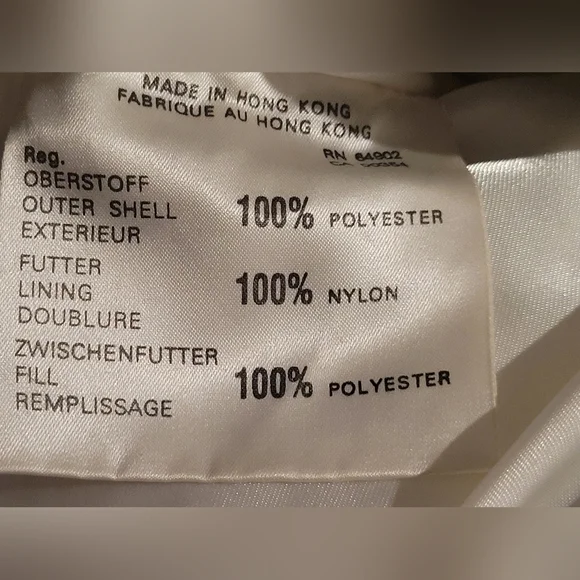 MADE IN HONG KONG
FABRIQUE AU HONG KONG
RN 64902
Reg.
OBERSTOFF
OUTER SHELL 100% POLYESTER
EXTERIEUR
FUTTER
LINING 100% NYLON
DOUBLURE
ZWISCHENFUTTER
FILL 100% POLYESTER
REMPLISSAGE